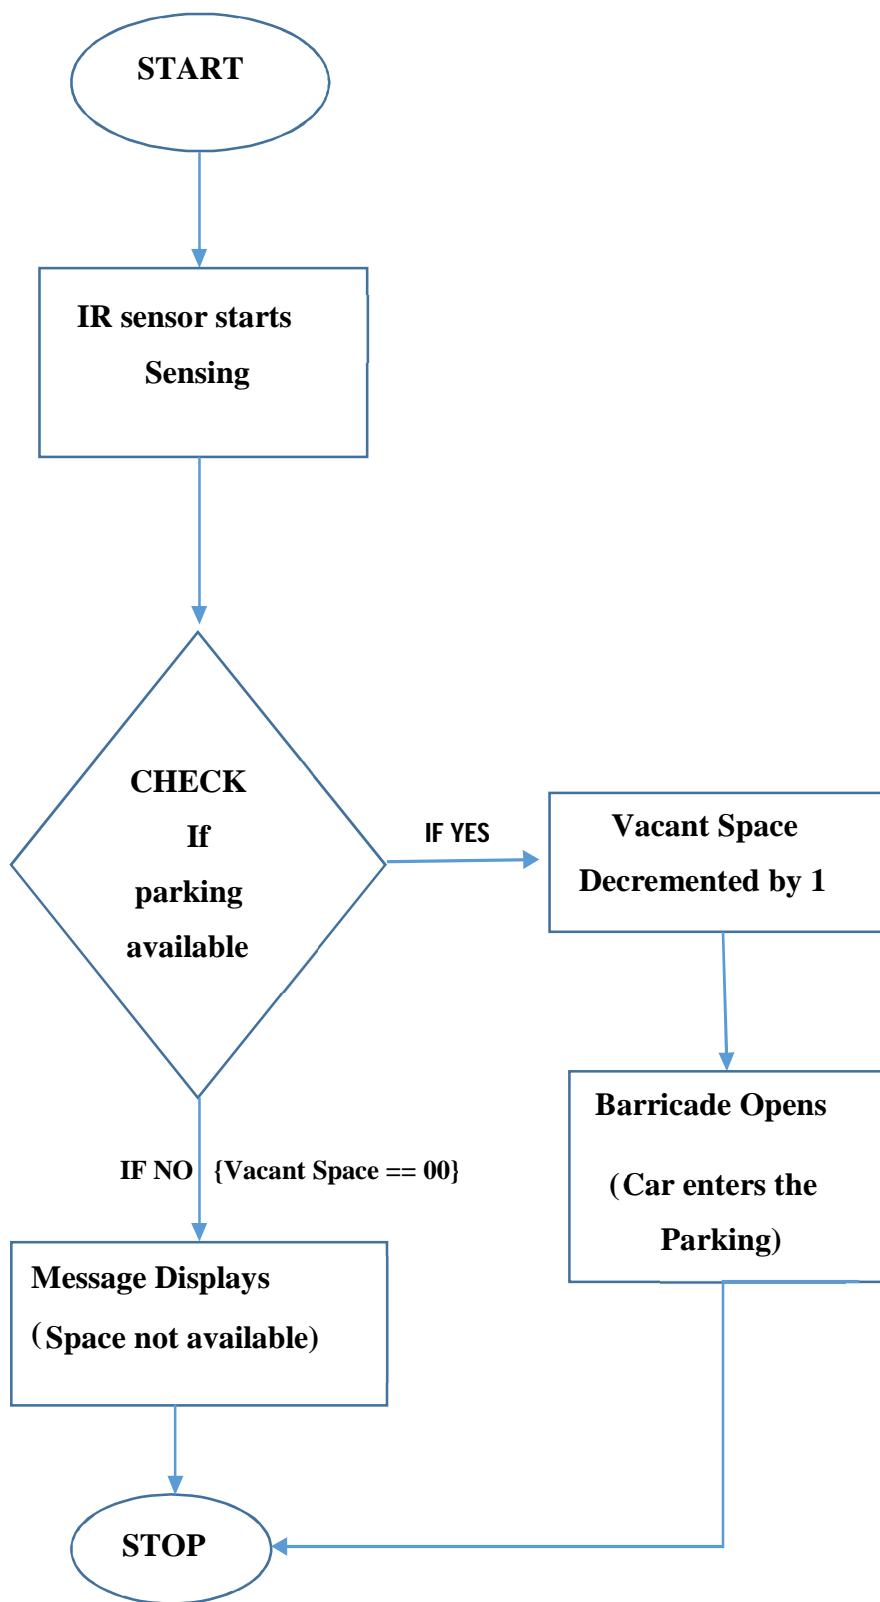 START
IR sensor starts
Sensing
CHECK
If
parking
available
IF YES
Vacant Space
Decremented by 1
Barricade Opens
(Car enters the
Parking)
IF NO {Vacant Space == 00}
Message Displays
(Space not available)
STOP